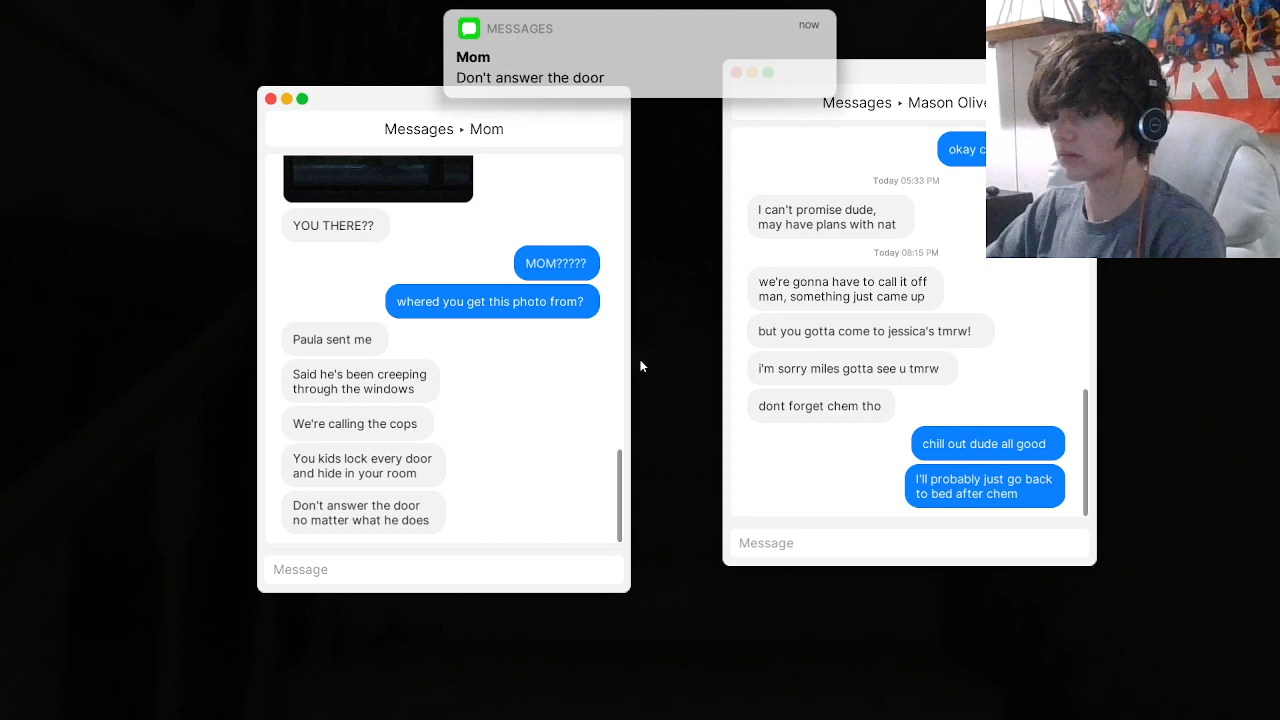 MESSAGES
now
Mom
Don't answer the door
Messages ‣ Mom
YOU THERE??
MOM?????
whered you get this photo from?
Paula sent me
Said he's been creeping
through the windows
We're calling the cops
You kids lock every door
and hide in your room
Don't answer the door
no matter what he does
Message
Messages ‣ Mason Olive
okay c
Today 05:33 PM
I can't promise dude,
may have plans with nat
Today 08:15 PM
we're gonna have to call it off
man, something just came up
but you gotta come to jessica's tmrw!
i'm sorry miles gotta see u tmrw
dont forget chem tho
chill out dude all good
I'll probably just go back
to bed after chem
Message